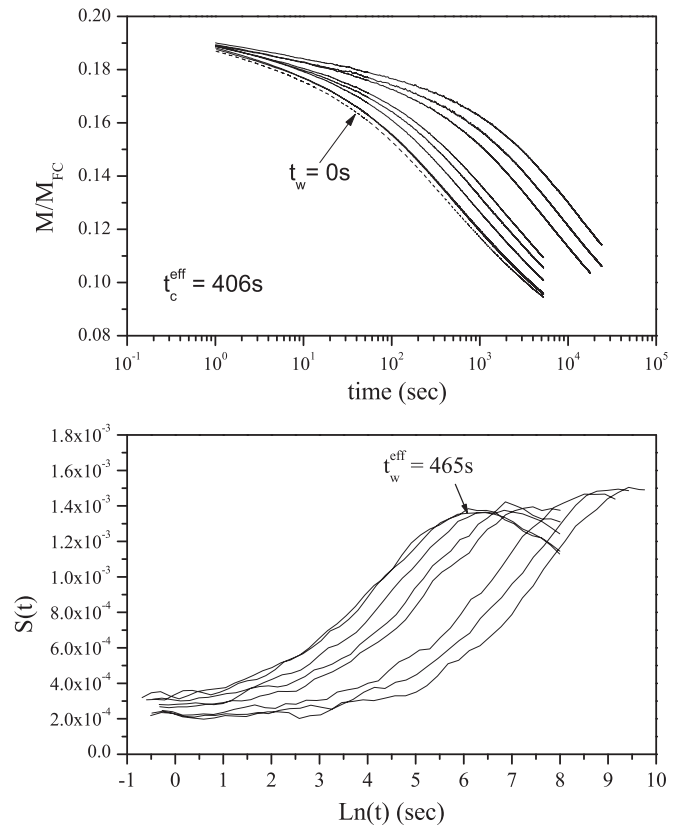 0.20
0.18
0.16
0.14
0.12
0.10
0.08
M/M_FC
t_w = 0s
t_c^eff = 406s
10^-1 10^0 10^1 10^2 10^3 10^4 10^5
time (sec)
1.8x10^-3
1.6x10^-3
1.4x10^-3
1.2x10^-3
1.0x10^-3
8.0x10^-4
6.0x10^-4
4.0x10^-4
2.0x10^-4
0.0
S(t)
t_w^eff = 465s
-1 0 1 2 3 4 5 6 7 8 9 10
Ln(t) (sec)